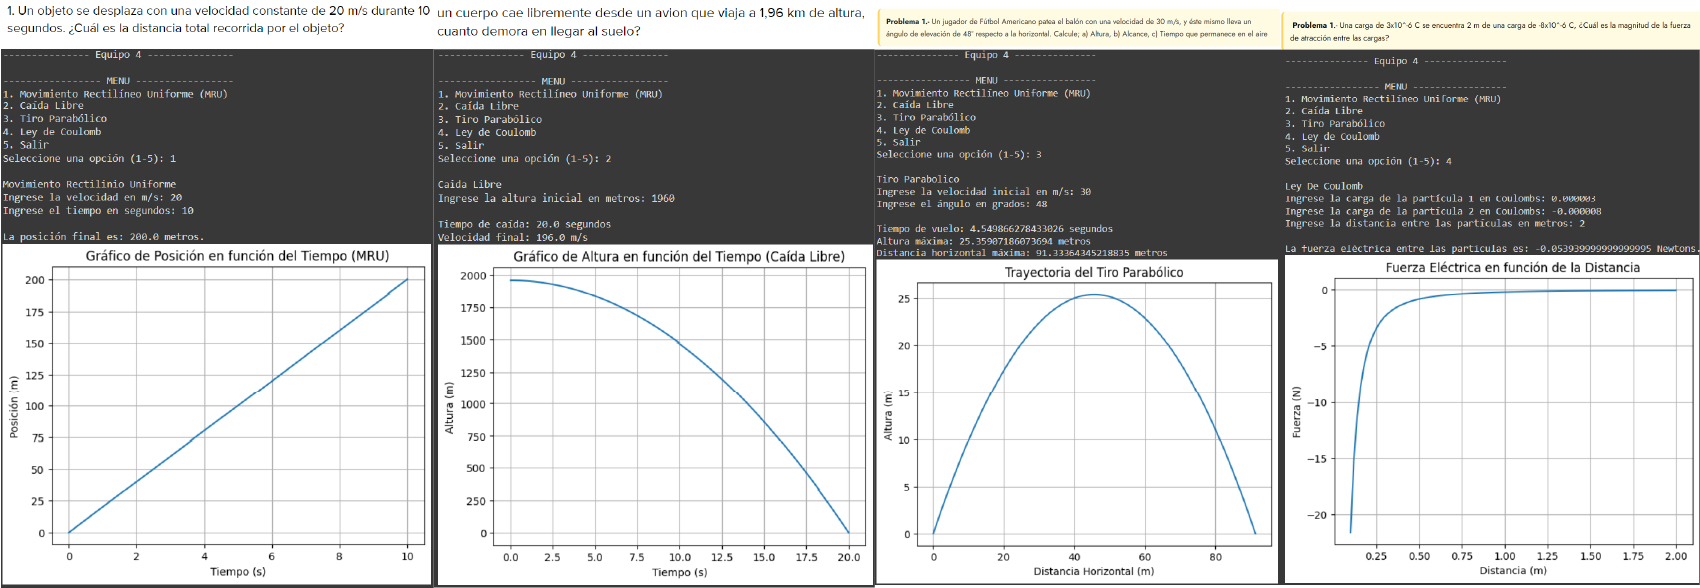 1. Un objeto se desplaza con una velocidad constante de 20 m/s durante 10
segundos. ¿Cuál es la distancia total recorrida por el objeto?
--------------- Equipo 4 ---------------
----------------- MENU -----------------
1. Movimiento Rectilíneo Uniforme (MRU)
2. Caída Libre
3. Tiro Parabólico
4. Ley de Coulomb
5. Salir
Seleccione una opción (1-5): 1
Movimiento Rectilinio Uniforme
Ingrese la velocidad en m/s: 20
Ingrese el tiempo en segundos: 10
La posición final es: 200.0 metros.
Gráfico de Posición en función del Tiempo (MRU)
Posición (m)
200
175
150
125
100
75
50
25
0
0 2 4 6 8 10
Tiempo (s)
un cuerpo cae libremente desde un avion que viaja a 1,96 km de altura,
cuanto demora en llegar al suelo?
--------------- Equipo 4 ---------------
----------------- MENU -----------------
1. Movimiento Rectilíneo Uniforme (MRU)
2. Caída Libre
3. Tiro Parabólico
4. Ley de Coulomb
5. Salir
Seleccione una opción (1-5): 2
Caida Libre
Ingrese la altura inicial en metros: 1960
Tiempo de caída: 20.0 segundos
Velocidad final: 196.0 m/s
Gráfico de Altura en función del Tiempo (Caída Libre)
Altura (m)
2000
1750
1500
1250
1000
750
500
250
0
0.0 2.5 5.0 7.5 10.0 12.5 15.0 17.5 20.0
Tiempo (s)
Problema 1.- Un jugador de Fútbol Americano patea el balón con una velocidad de 30 m/s, y éste mismo lleva un
ángulo de elevación de 48° respecto a la horizontal. Calcule; a) Altura, b) Alcance, c) Tiempo que permanece en el aire
--------------- Equipo 4 ---------------
----------------- MENU -----------------
1. Movimiento Rectilíneo Uniforme (MRU)
2. Caída Libre
3. Tiro Parabólico
4. Ley de Coulomb
5. Salir
Seleccione una opción (1-5): 3
Tiro Parabolico
Ingrese la velocidad inicial en m/s: 30
Ingrese el ángulo en grados: 48
Tiempo de vuelo: 4.549866278433026 segundos
Altura máxima: 25.35907186073694 metros
Distancia horizontal máxima: 91.33364345218835 metros
Trayectoria del Tiro Parabólico
Altura (m)
25
20
15
10
5
0
0 20 40 60 80
Distancia Horizontal (m)
Problema 1.- Una carga de 3x10^-6 C se encuentra 2 m de una carga de -8x10^-6 C, ¿Cuál es la magnitud de la fuerza
de atracción entre las cargas?
--------------- Equipo 4 ---------------
----------------- MENU -----------------
1. Movimiento Rectilíneo Uniforme (MRU)
2. Caída Libre
3. Tiro Parabólico
4. Ley de Coulomb
5. Salir
Seleccione una opción (1-5): 4
Ley De Coulomb
Ingrese la carga de la partícula 1 en Coulombs: 0.000003
Ingrese la carga de la partícula 2 en Coulombs: -0.000008
Ingrese la distancia entre las partículas en metros: 2
La fuerza eléctrica entre las partículas es: -0.053939999999999995 Newtons.
Fuerza Eléctrica en función de la Distancia
Fuerza (N)
0
−5
−10
−15
−20
0.25 0.50 0.75 1.00 1.25 1.50 1.75 2.00
Distancia (m)